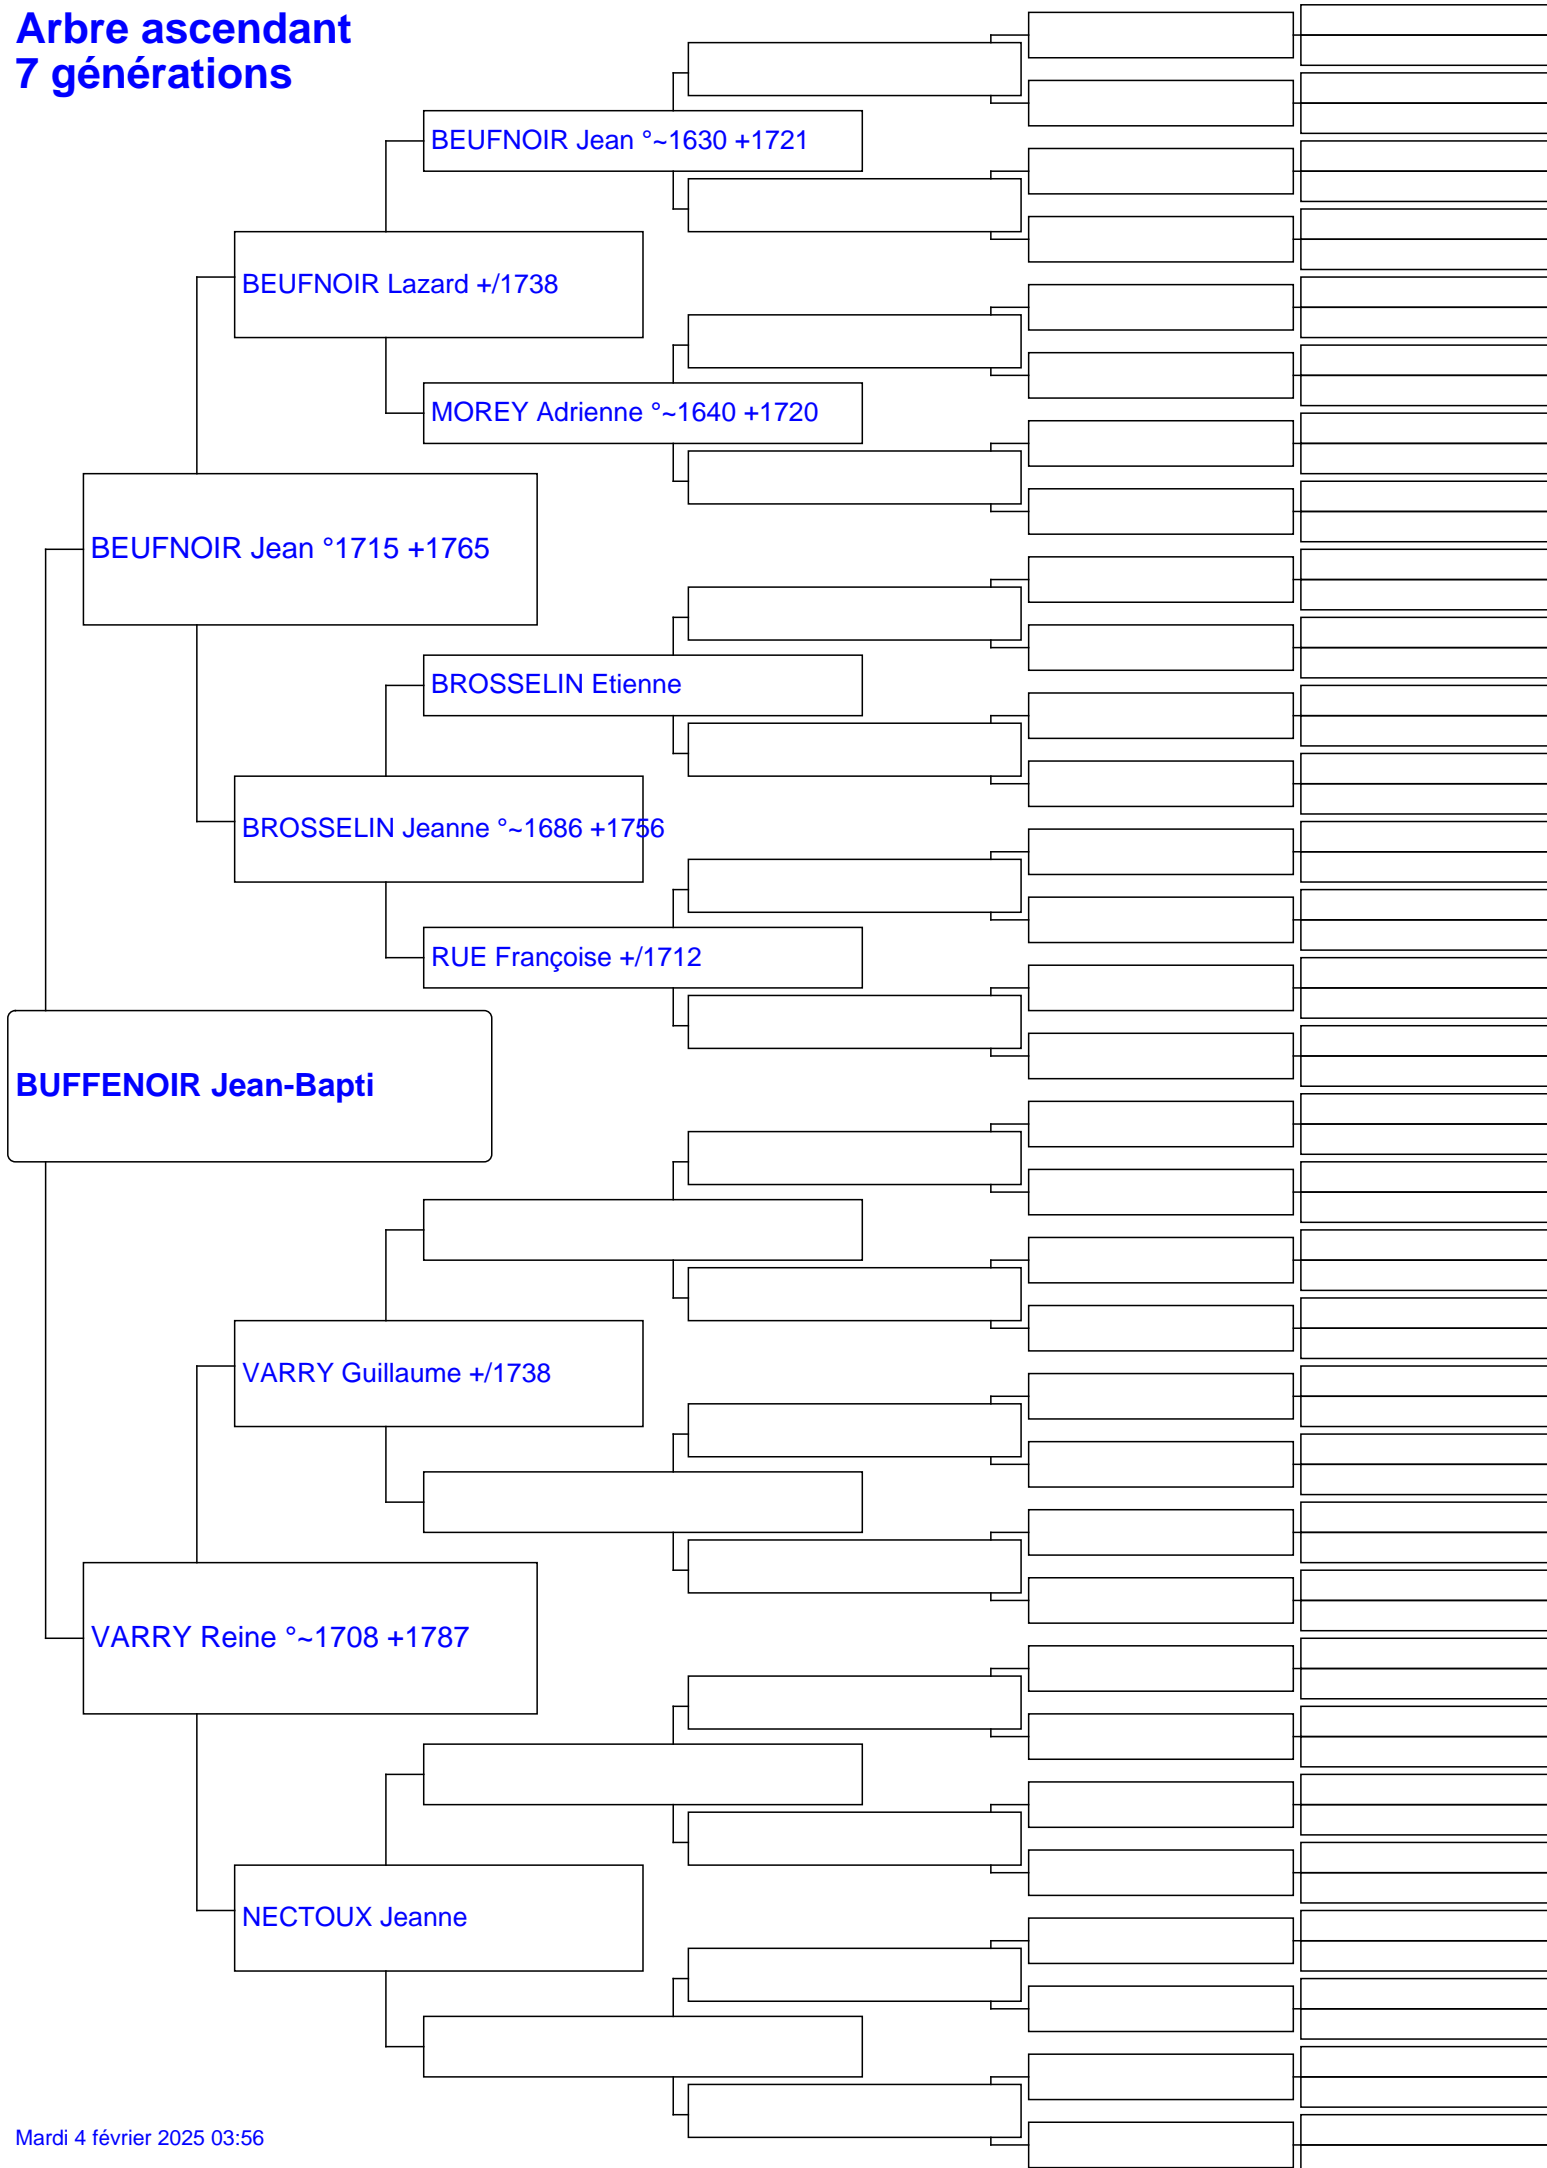 Arbre ascendant
7 générations
BEUFNOIR Jean °~1630 +1721
BEUFNOIR Lazard +/1738
MOREY Adrienne °~1640 +1720
BEUFNOIR Jean °1715 +1765
BROSSELIN Etienne
BROSSELIN Jeanne °~1686 +1756
RUE Françoise +/1712
BUFFENOIR Jean-Bapti
VARRY Guillaume +/1738
VARRY Reine °~1708 +1787
NECTOUX Jeanne
Mardi 4 février 2025 03:56